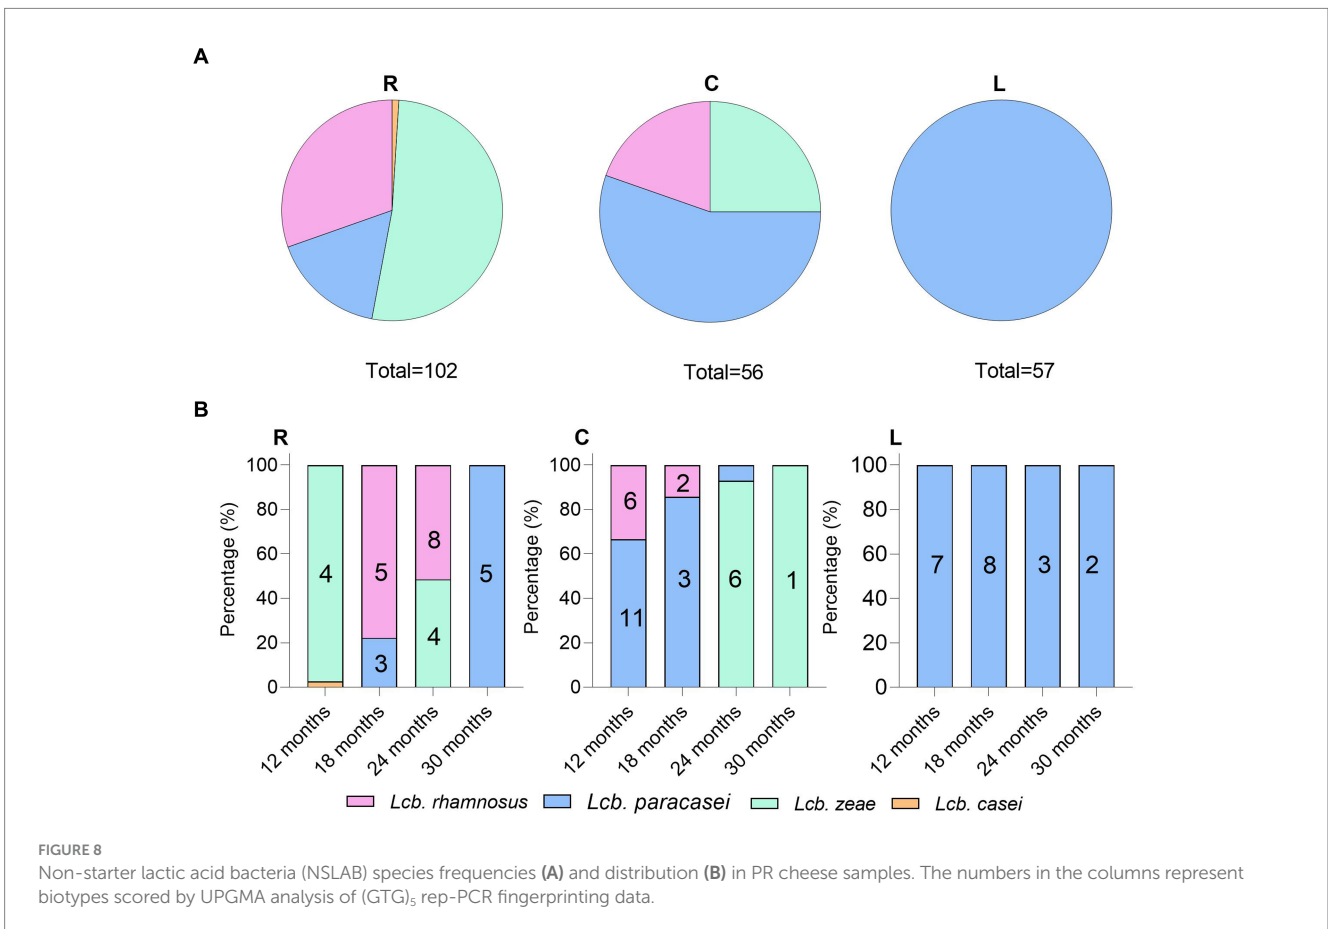 A
R
C
L
Total=102
Total=56
Total=57
B
R
Percentage (%)
100
80
60
40
20
0
4
5
3
8
4
5
12 months
18 months
24 months
30 months
C
Percentage (%)
100
80
60
40
20
0
6
11
2
3
6
1
12 months
18 months
24 months
30 months
L
Percentage (%)
100
80
60
40
20
0
7
8
3
2
12 months
18 months
24 months
30 months
Lcb. rhamnosus Lcb. paracasei Lcb. zeae Lcb. casei
FIGURE 8
Non-starter lactic acid bacteria (NSLAB) species frequencies (A) and distribution (B) in PR cheese samples. The numbers in the columns represent
biotypes scored by UPGMA analysis of (GTG)₅ rep-PCR fingerprinting data.